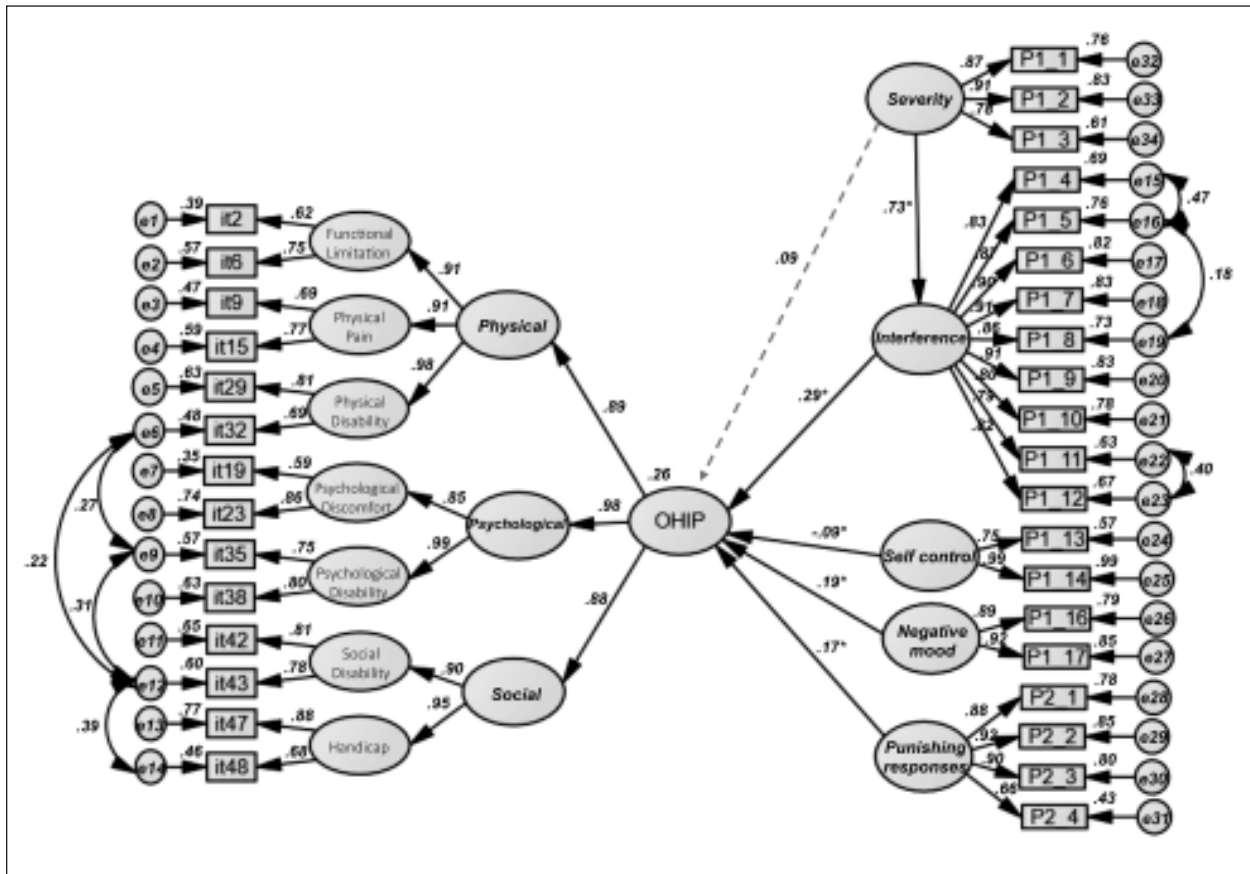 .39
e1
it2
.62
Functional
Limitation
.57
e2
it6
.75
.91
.47
e3
it9
.69
Physical
Pain
.91
Physical
.59
e4
it15
.77
.98
.63
e5
it29
.81
Physical
Disability
.48
e6
it32
.69
.89
.35
e7
it19
.59
Psychological
Discomfort
.85
.74
e8
it23
.86
Psychological
.98
.27
.57
e9
it35
.75
Psychological
Disability
.99
.22
.63
e10
it38
.80
.31
.65
e11
it42
.81
Social
Disability
.90
.88
.60
e12
it43
.78
Social
.77
e13
it47
.88
Handicap
.95
.39
.46
e14
it48
.68
.26
OHIP
Severity
.87
P1_1
.76
e32
.91
P1_2
.83
e33
.78
P1_3
.61
e34
.73*
.09
.29*
Interference
.83
P1_4
.69
e15
.47
.87
P1_5
.76
e16
.90
P1_6
.82
e17
.18
.91
P1_7
.83
e18
.86
P1_8
.73
e19
.91
P1_9
.83
e20
P1_10
.78
e21
.79
P1_11
.63
e22
.40
P1_12
.67
e23
-.09*
Self control
.75
P1_13
.57
e24
.99
P1_14
.99
e25
.19*
Negative
mood
.89
P1_16
.79
e26
.92
P1_17
.85
e27
.17*
Punishing
responses
.88
P2_1
.78
e28
P2_2
.85
e29
.90
P2_3
.80
e30
P2_4
.43
e31